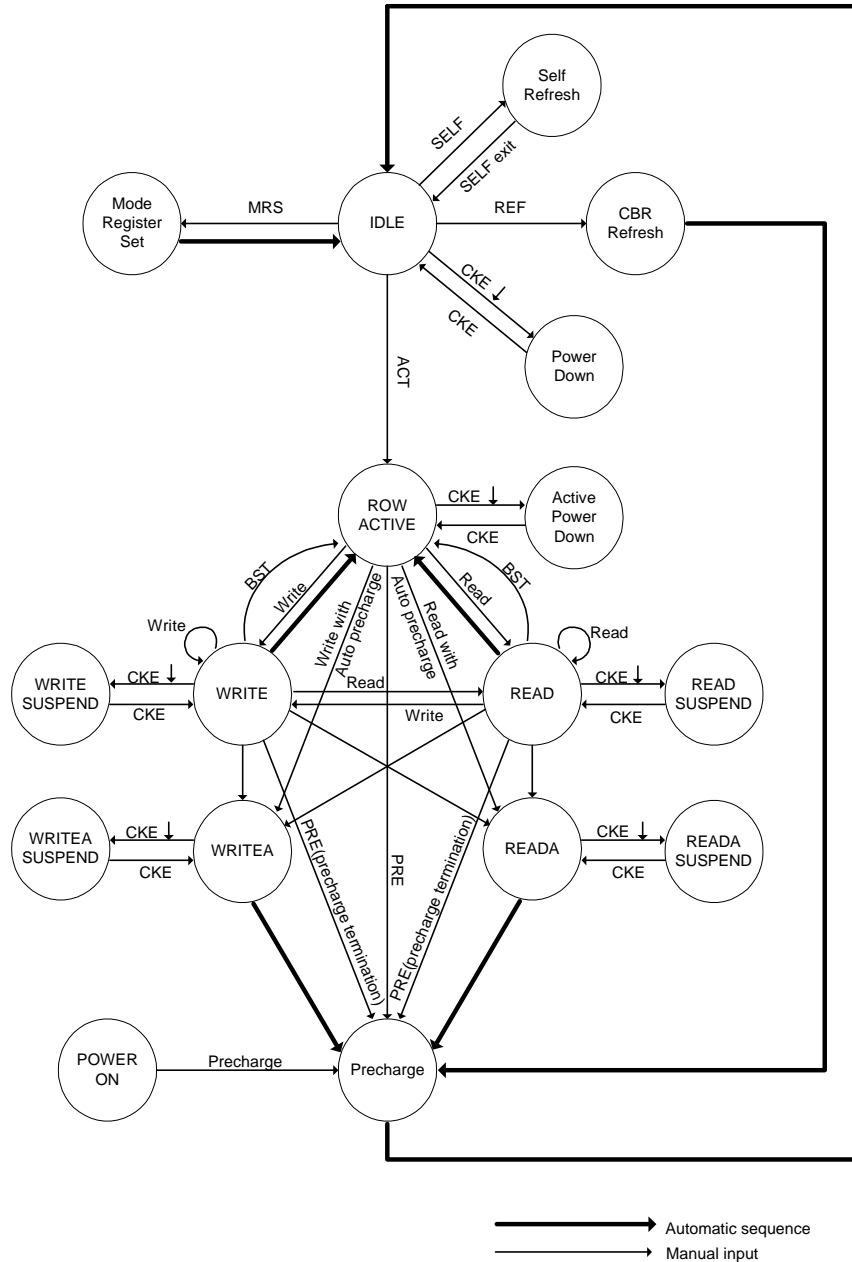 Self
Refresh
SELF
SELF exit
Mode
Register
Set
MRS
IDLE
REF
CBR
Refresh
CKE
CKE
Power
Down
ACT
ROW
ACTIVE
CKE
CKE
Active
Power
Down
BST
Write
Write with
Auto precharge
Auto precharge
Read with
Read
BST
Write
Read
WRITE
SUSPEND
CKE
CKE
WRITE
Read
Write
READ
CKE
CKE
READ
SUSPEND
WRITEA
SUSPEND
CKE
CKE
WRITEA
PRE(precharge termination)
PRE
PRE(precharge termination)
READA
CKE
CKE
READA
SUSPEND
POWER
ON
Precharge
Precharge
Automatic sequence
Manual input